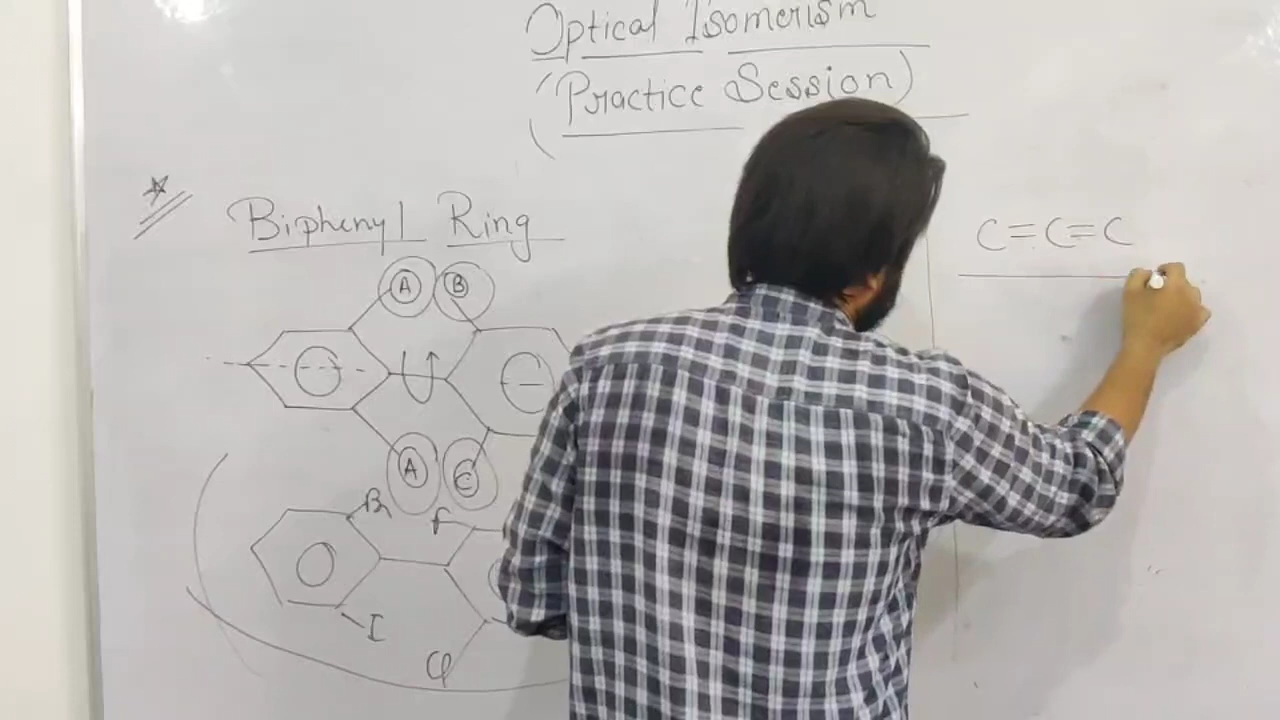 Optical Isomerism
(Practice Session)
Biphenyl Ring
A B
A C
Br F
I Cl
C=C=C